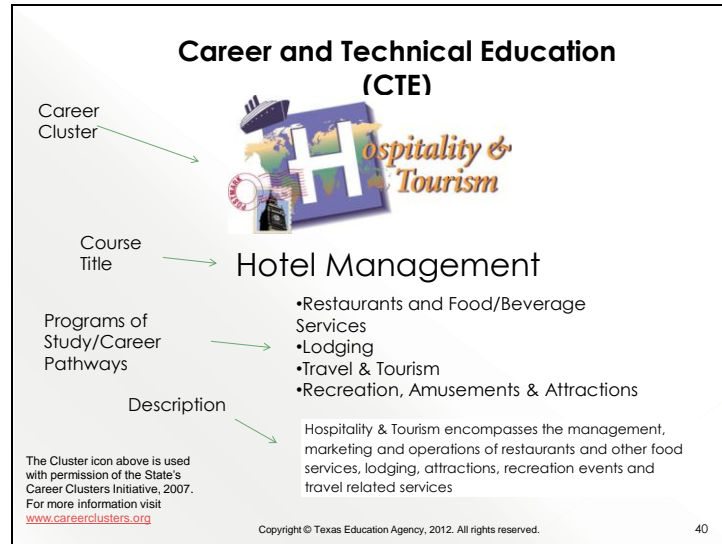 Career and Technical Education
(CTE)
Career
Cluster
Hospitality &
Tourism
POSTMARK
Course
Title
Hotel Management
Programs of
Study/Career
Pathways
•Restaurants and Food/Beverage
Services
•Lodging
•Travel & Tourism
•Recreation, Amusements & Attractions
Description
Hospitality & Tourism encompasses the management,
marketing and operations of restaurants and other food
services, lodging, attractions, recreation events and
travel related services
The Cluster icon above is used
with permission of the State's
Career Clusters Initiative, 2007.
For more information visit
www.careerclusters.org
Copyright © Texas Education Agency, 2012. All rights reserved.
40